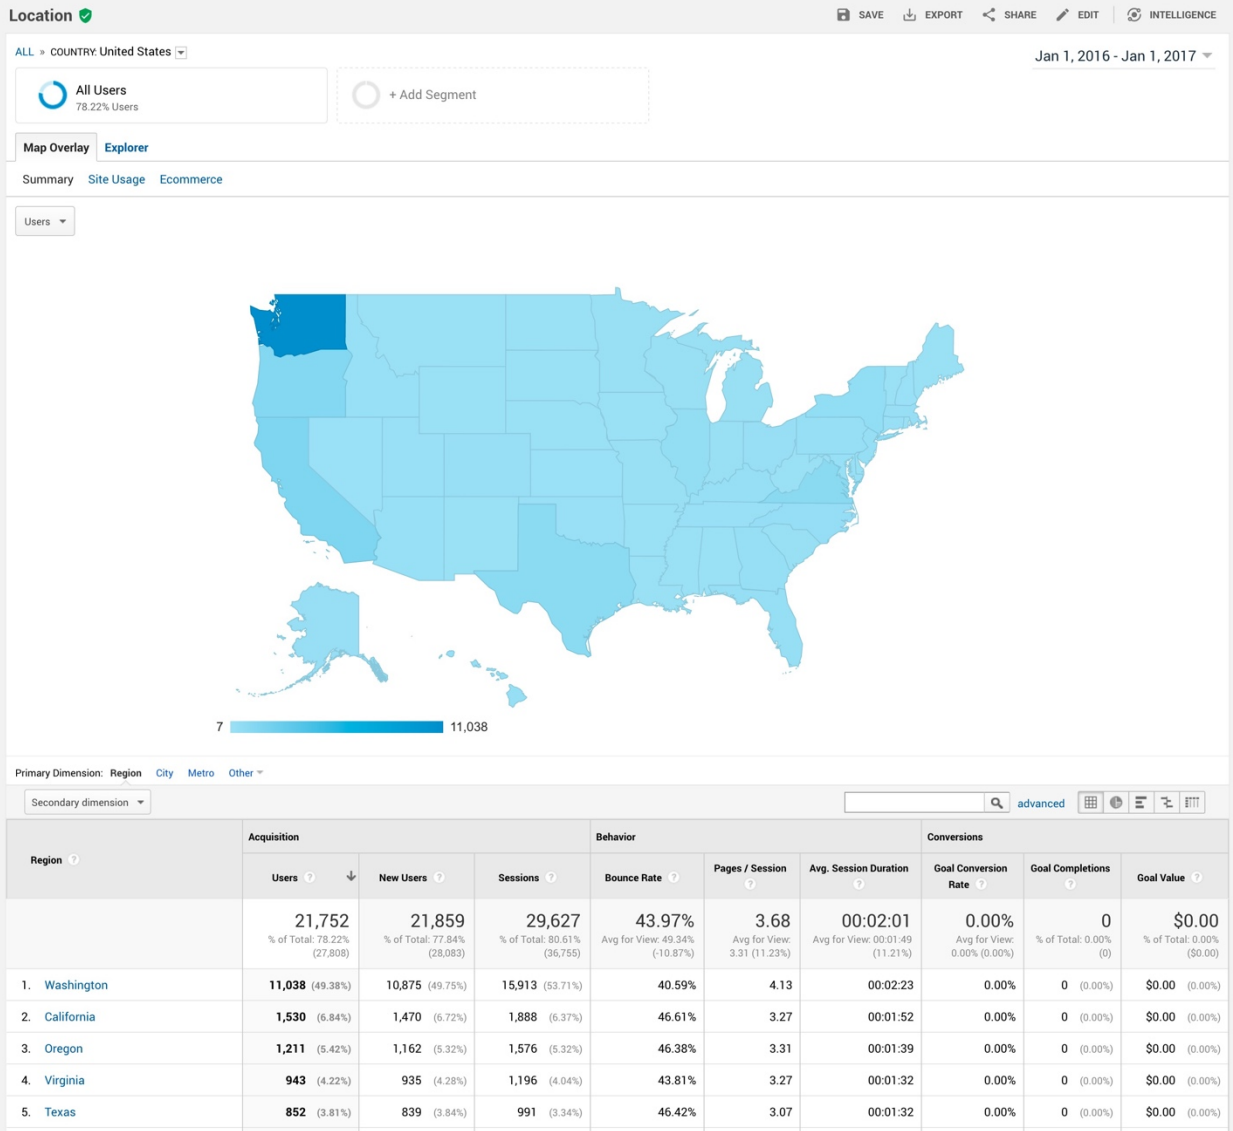 Location
SAVE EXPORT SHARE EDIT INTELLIGENCE
ALL » COUNTRY: United States
Jan 1, 2016 - Jan 1, 2017
All Users
78.22% Users
+ Add Segment
Map Overlay Explorer
Summary Site Usage Ecommerce
Users
7 11,038
Primary Dimension: Region City Metro Other
Secondary dimension
advanced
Acquisition Behavior Conversions
Region ?
Users ? New Users ? Sessions ? Bounce Rate ? Pages / Session ? Avg. Session Duration ? Goal Conversion Rate ? Goal Completions ? Goal Value ?
21,752 21,859 29,627 43.97% 3.68 00:02:01 0.00% 0 $0.00
% of Total: 78.22% (27,808) % of Total: 77.84% (28,083) % of Total: 80.61% (36,755) Avg for View: 49.34% (-10.87%) Avg for View: 3.31 (11.23%) Avg for View: 00:01:49 (11.21%) Avg for View: 0.00% (0.00%) % of Total: 0.00% (0) % of Total: 0.00% ($0.00)
1. Washington 11,038 (49.38%) 10,875 (49.75%) 15,913 (53.71%) 40.59% 4.13 00:02:23 0.00% 0 (0.00%) $0.00 (0.00%)
2. California 1,530 (6.84%) 1,470 (6.72%) 1,888 (6.37%) 46.61% 3.27 00:01:52 0.00% 0 (0.00%) $0.00 (0.00%)
3. Oregon 1,211 (5.42%) 1,162 (5.32%) 1,576 (5.32%) 46.38% 3.31 00:01:39 0.00% 0 (0.00%) $0.00 (0.00%)
4. Virginia 943 (4.22%) 935 (4.28%) 1,196 (4.04%) 43.81% 3.27 00:01:32 0.00% 0 (0.00%) $0.00 (0.00%)
5. Texas 852 (3.81%) 839 (3.84%) 991 (3.34%) 46.42% 3.07 00:01:32 0.00% 0 (0.00%) $0.00 (0.00%)